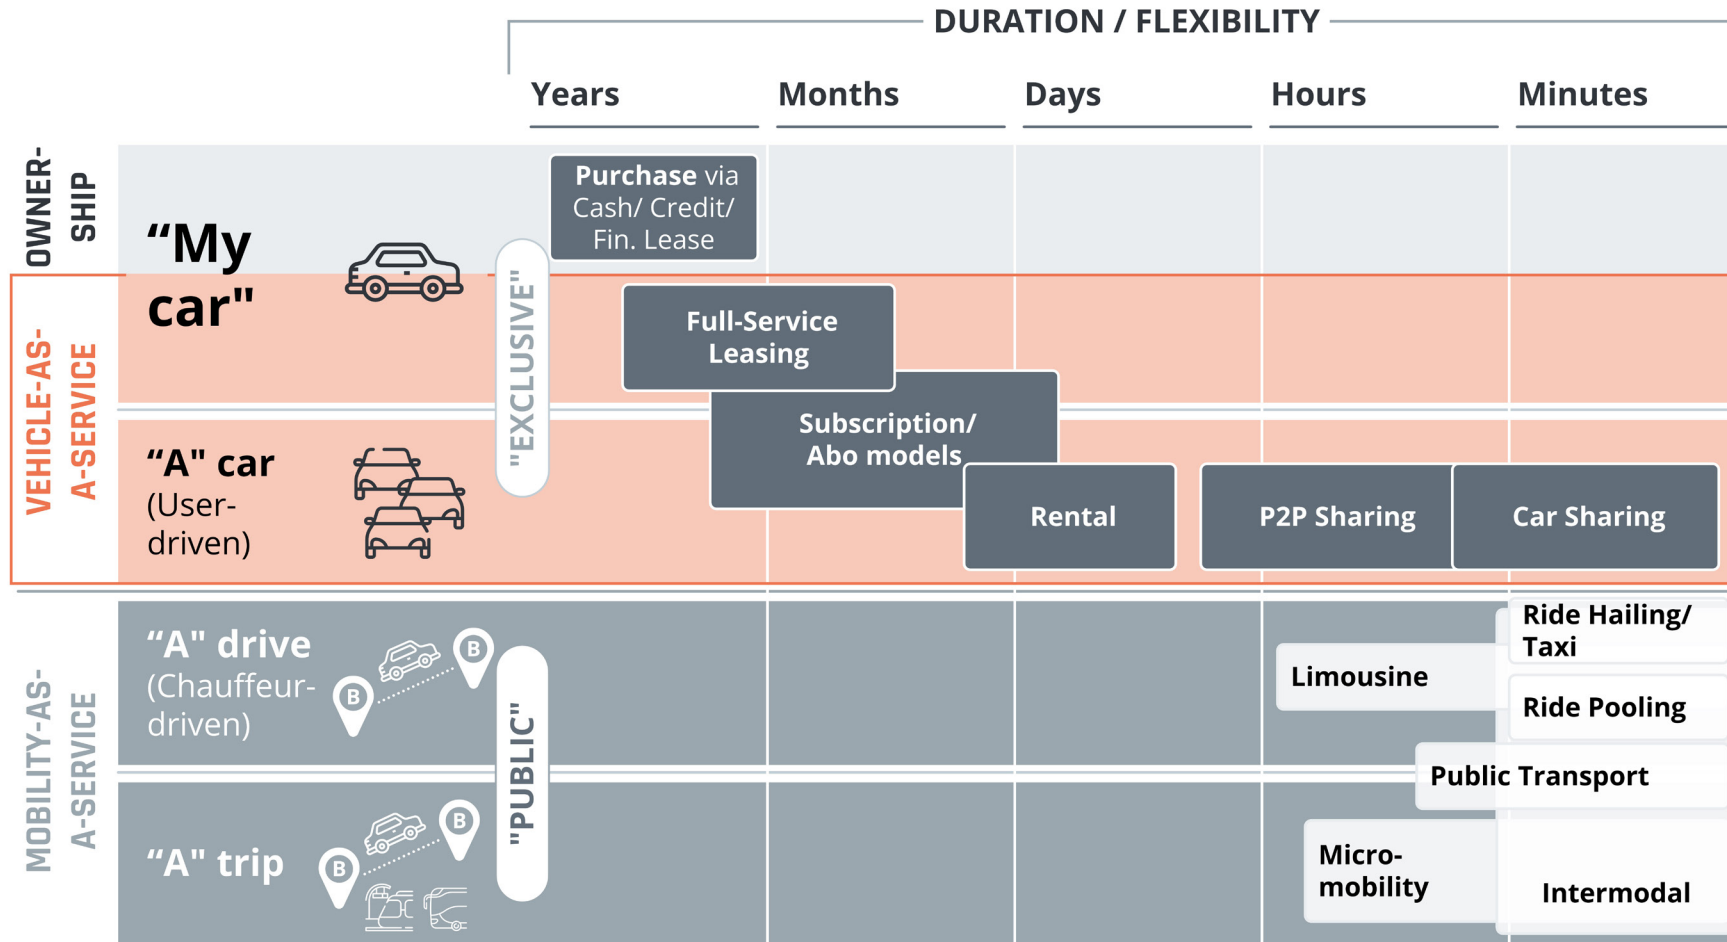 DURATION / FLEXIBILITY
Years
Months
Days
Hours
Minutes
OWNER-
SHIP
“My
car"
Purchase via
Cash/ Credit/
Fin. Lease
VEHICLE-AS-
A-SERVICE
"EXCLUSIVE"
Full-Service
Leasing
Subscription/
Abo models
“A" car
(User-
driven)
Rental
P2P Sharing
Car Sharing
MOBILITY-AS-
A-SERVICE
“A" drive
(Chauffeur-
driven)
B
B
"PUBLIC"
Limousine
Ride Hailing/
Taxi
Ride Pooling
Public Transport
“A" trip
B
B
Micro-
mobility
Intermodal